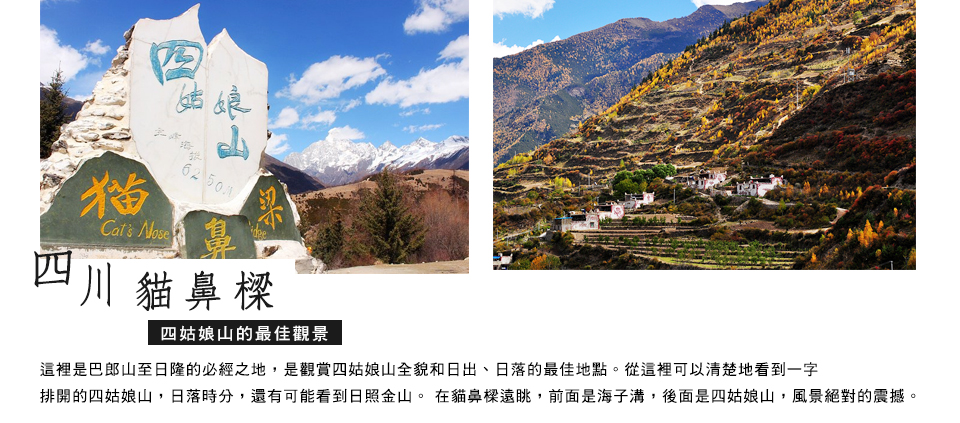 四姑娘山
主峰海拔
6250M
猫
Cat's Nose
鼻
梁
四川貓鼻樑
四姑娘山的最佳觀景
這裡是巴郎山至日隆的必經之地，是觀賞四姑娘山全貌和日出、日落的最佳地點。從這裡可以清楚地看到一字
排開的四姑娘山，日落時分，還有可能看到日照金山。 在貓鼻樑遠眺，前面是海子溝，後面是四姑娘山，風景絕對的震撼。